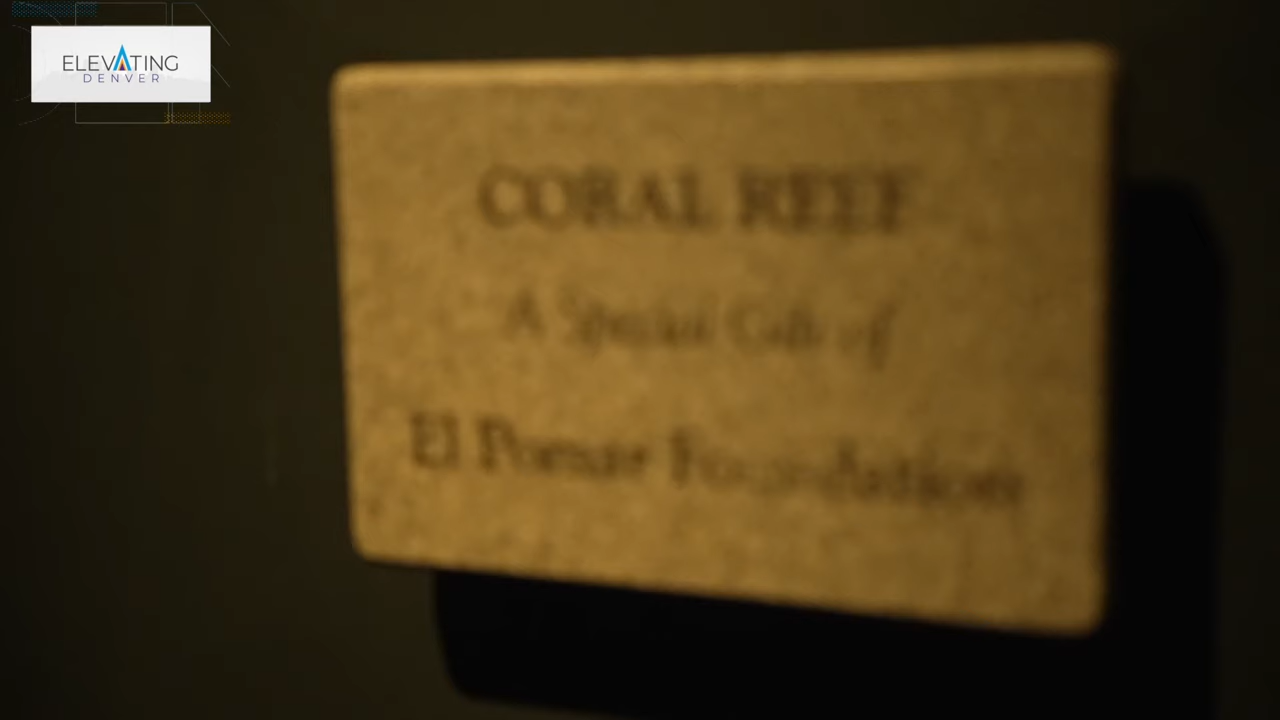 ELEVATING
DENVER
CORAL REEF
A Special Gift of
El Pomar Foundation